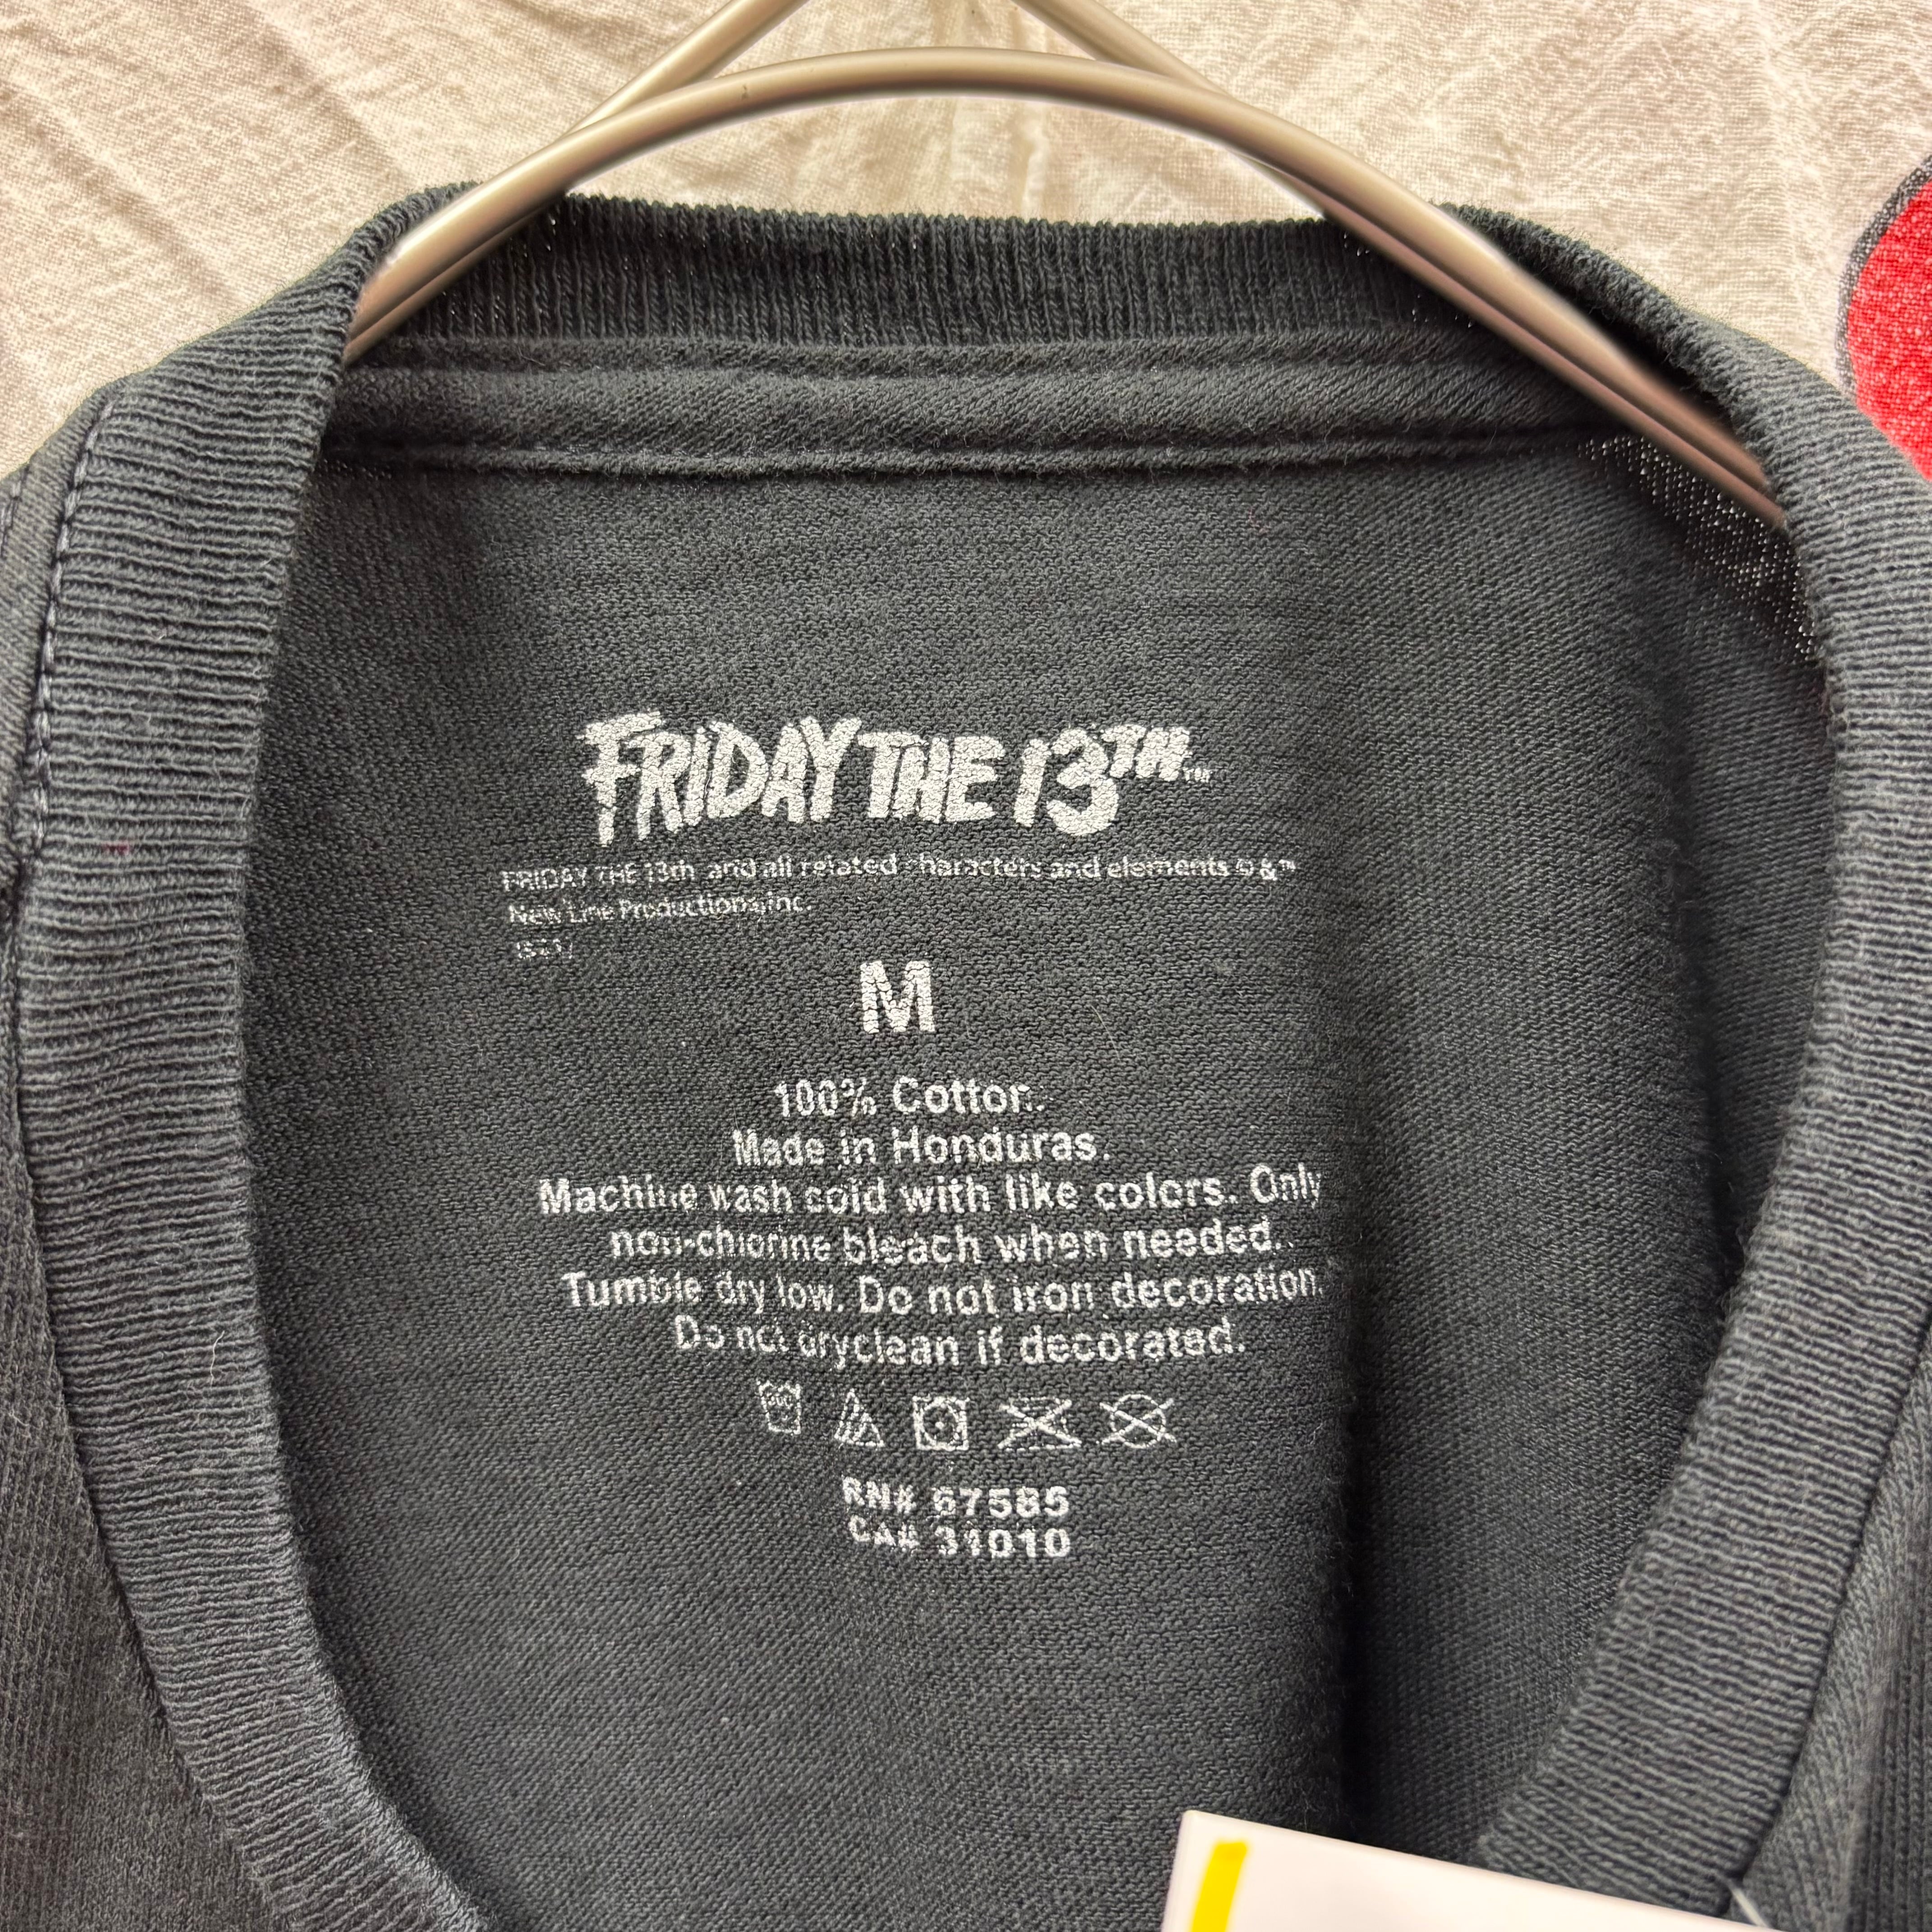 FRIDAY THE 13TH™
FRIDAY THE 13th and all related characters and elements © & ™
New Line Productions, Inc.
M
100% Cotton.
Made in Honduras.
Machine wash cold with like colors. Only
non-chlorine bleach when needed.
Tumble dry low. Do not iron decoration.
Do not dryclean if decorated.
RN# 67585
CA# 31010